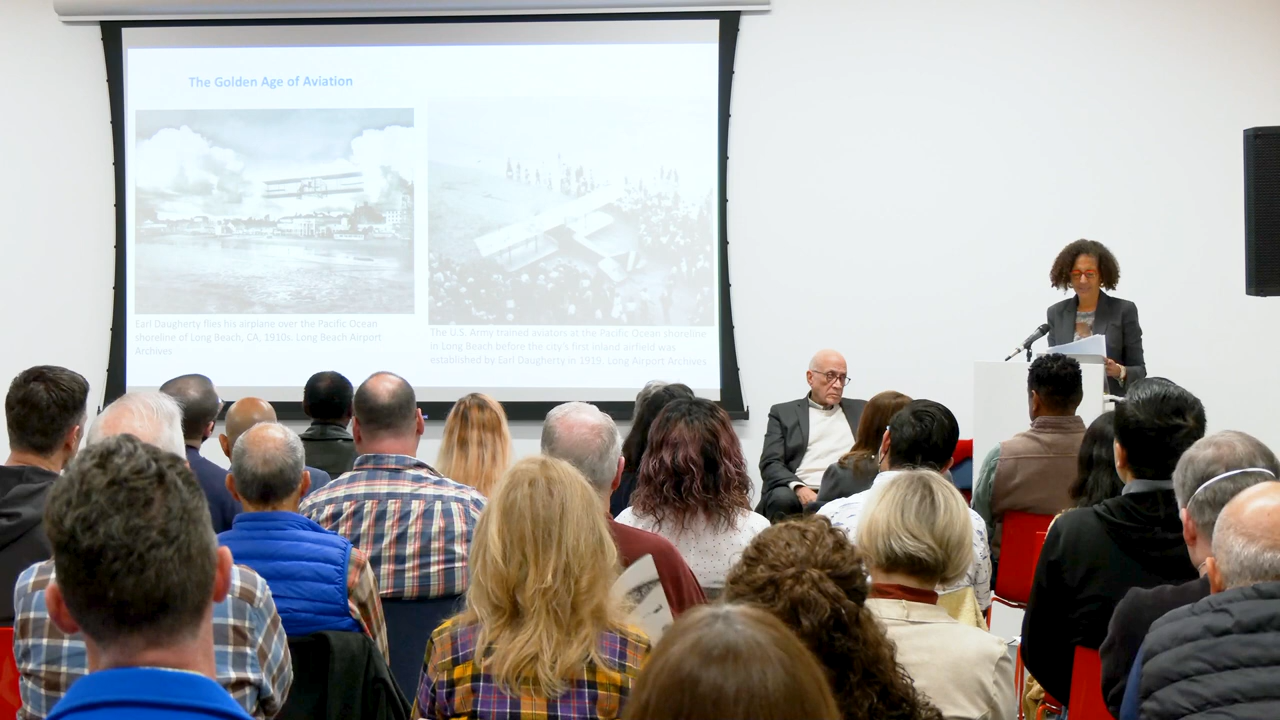 The Golden Age of Aviation
Earl Daugherty flies his airplane over the Pacific Ocean
shoreline of Long Beach, CA, 1910s. Long Beach Airport
Archives
The U.S. Army trained aviators at the Pacific Ocean shoreline
in Long Beach before the city's first inland airfield was
established by Earl Daugherty in 1919, Long Airport Archives